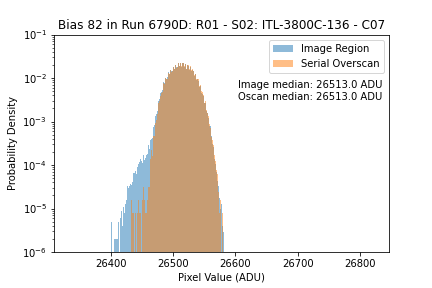 Bias 82 in Run 6790D: R01 - S02: ITL-3800C-136 - C07
Image Region
Serial Overscan
Image median: 26513.0 ADU
Oscan median: 26513.0 ADU
Probability Density
10⁻¹
10⁻²
10⁻³
10⁻⁴
10⁻⁵
10⁻⁶
26400 26500 26600 26700 26800
Pixel Value (ADU)